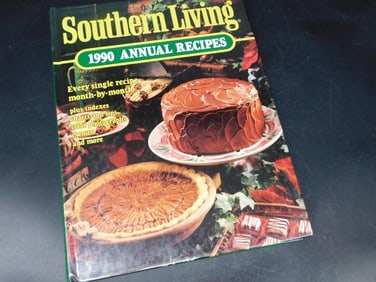 Southern Living
1990 ANNUAL RECIPES
Every single recipe
month-by-month
plus indexes
and more